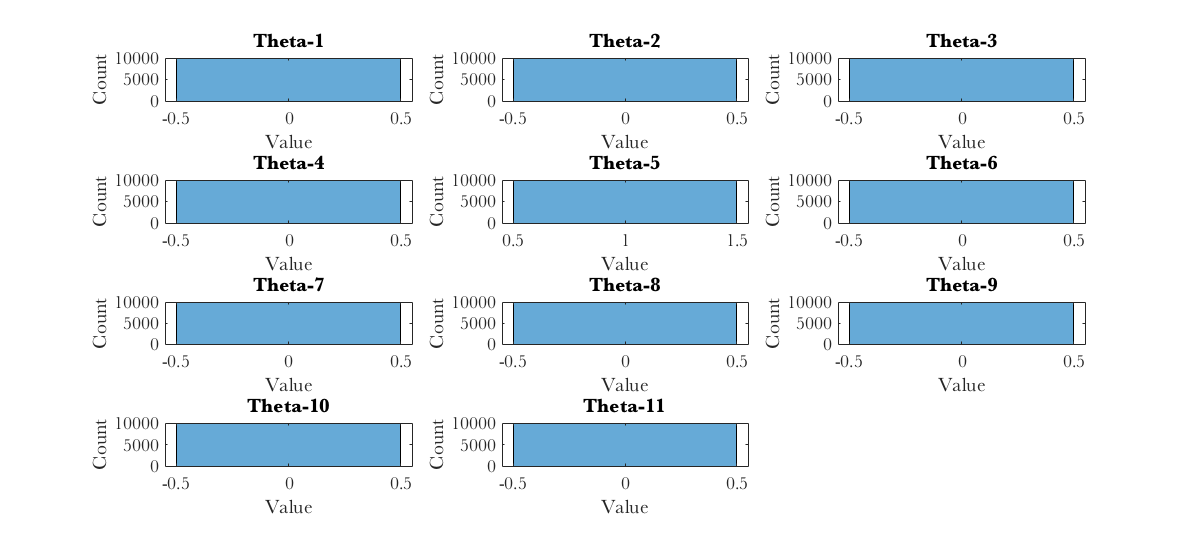 Theta-1 Theta-2 Theta-3
10000 10000 10000
Count 5000 Count 5000 Count 5000
0 0 0
-0.5 0 0.5 -0.5 0 0.5 -0.5 0 0.5
Value Value Value
Theta-4 Theta-5 Theta-6
10000 10000 10000
Count 5000 Count 5000 Count 5000
0 0 0
-0.5 0 0.5 0.5 1 1.5 -0.5 0 0.5
Value Value Value
Theta-7 Theta-8 Theta-9
10000 10000 10000
Count 5000 Count 5000 Count 5000
0 0 0
-0.5 0 0.5 -0.5 0 0.5 -0.5 0 0.5
Value Value Value
Theta-10 Theta-11
10000 10000
Count 5000 Count 5000
0 0
-0.5 0 0.5 -0.5 0 0.5
Value Value